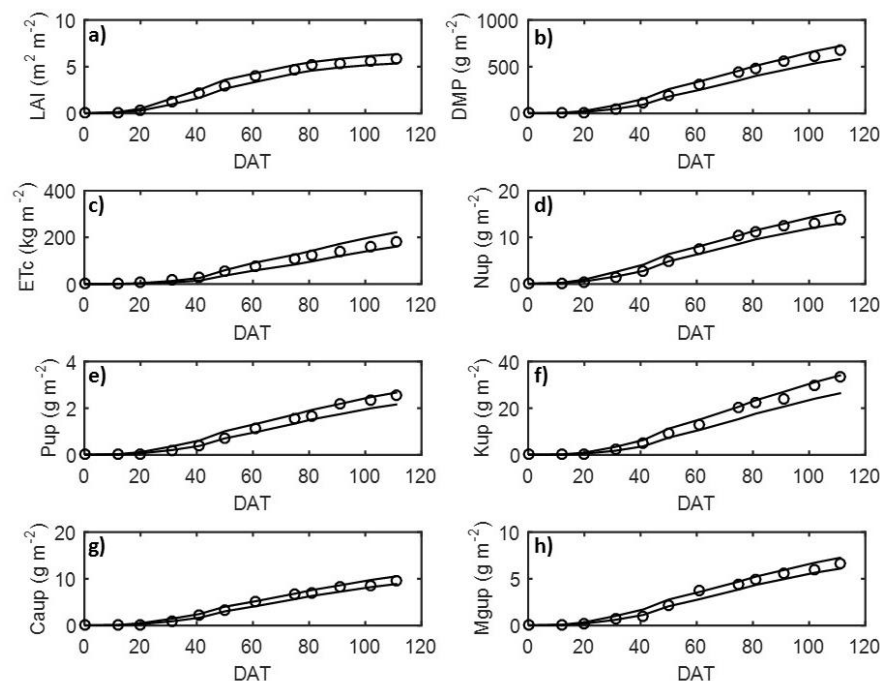 a)
LAI (m² m⁻²)
10
5
0
0 20 40 60 80 100 120
DAT
b)
DMP (g m⁻²)
1000
500
0
0 20 40 60 80 100 120
DAT
c)
ETc (kg m⁻²)
400
200
0
0 20 40 60 80 100 120
DAT
d)
Nup (g m⁻²)
20
10
0
0 20 40 60 80 100 120
DAT
e)
Pup (g m⁻²)
4
2
0
0 20 40 60 80 100 120
DAT
f)
Kup (g m⁻²)
40
20
0
0 20 40 60 80 100 120
DAT
g)
Caup (g m⁻²)
20
10
0
0 20 40 60 80 100 120
DAT
h)
Mgup (g m⁻²)
10
5
0
0 20 40 60 80 100 120
DAT